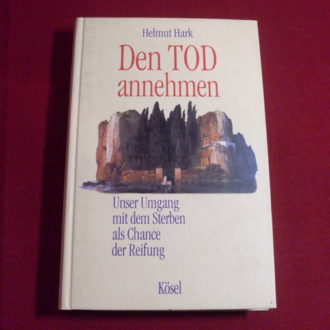 Helmut Hark
Den TOD
annehmen
Unser Umgang
mit dem Sterben
als Chance
der Reifung
Kösel